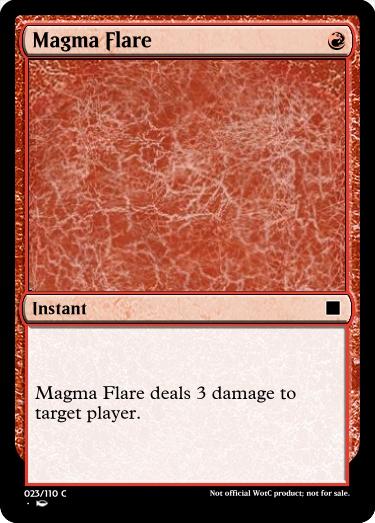 Magma Flare
Instant
Magma Flare deals 3 damage to
target player.
023/110 C
Not official WotC product; not for sale.